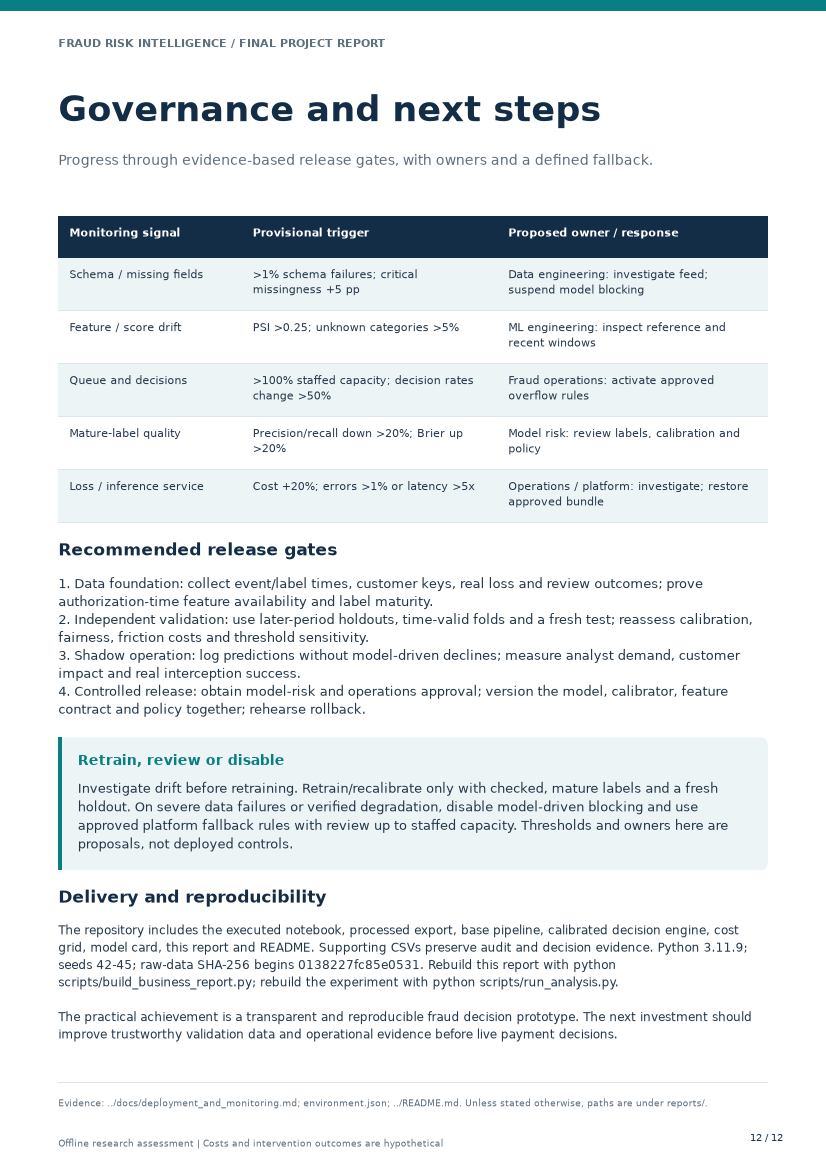 FRAUD RISK INTELLIGENCE / FINAL PROJECT REPORT
Governance and next steps
Progress through evidence-based release gates, with owners and a defined fallback.
Monitoring signal Provisional trigger Proposed owner / response
Schema / missing fields >1% schema failures; critical Data engineering: investigate feed;
missingness +5 pp suspend model blocking
Feature / score drift PSI >0.25; unknown categories >5% ML engineering: inspect reference and
recent windows
Queue and decisions >100% staffed capacity; decision rates Fraud operations: activate approved
change >50% overflow rules
Mature-label quality Precision/recall down >20%; Brier up Model risk: review labels, calibration and
>20% policy
Loss / inference service Cost +20%; errors >1% or latency >5x Operations / platform: investigate; restore
approved bundle
Recommended release gates
1. Data foundation: collect event/label times, customer keys, real loss and review outcomes; prove
authorization-time feature availability and label maturity.
2. Independent validation: use later-period holdouts, time-valid folds and a fresh test; reassess calibration,
fairness, friction costs and threshold sensitivity.
3. Shadow operation: log predictions without model-driven declines; measure analyst demand, customer
impact and real interception success.
4. Controlled release: obtain model-risk and operations approval; version the model, calibrator, feature
contract and policy together; rehearse rollback.
Retrain, review or disable
Investigate drift before retraining. Retrain/recalibrate only with checked, mature labels and a fresh
holdout. On severe data failures or verified degradation, disable model-driven blocking and use
approved platform fallback rules with review up to staffed capacity. Thresholds and owners here are
proposals, not deployed controls.
Delivery and reproducibility
The repository includes the executed notebook, processed export, base pipeline, calibrated decision engine, cost
grid, model card, this report and README. Supporting CSVs preserve audit and decision evidence. Python 3.11.9;
seeds 42-45; raw-data SHA-256 begins 0138227fc85e0531. Rebuild this report with python
scripts/build_business_report.py; rebuild the experiment with python scripts/run_analysis.py.
The practical achievement is a transparent and reproducible fraud decision prototype. The next investment should
improve trustworthy validation data and operational evidence before live payment decisions.
Evidence: ../docs/deployment_and_monitoring.md; environment.json; ../README.md. Unless stated otherwise, paths are under reports/.
Offline research assessment | Costs and intervention outcomes are hypothetical
12 / 12